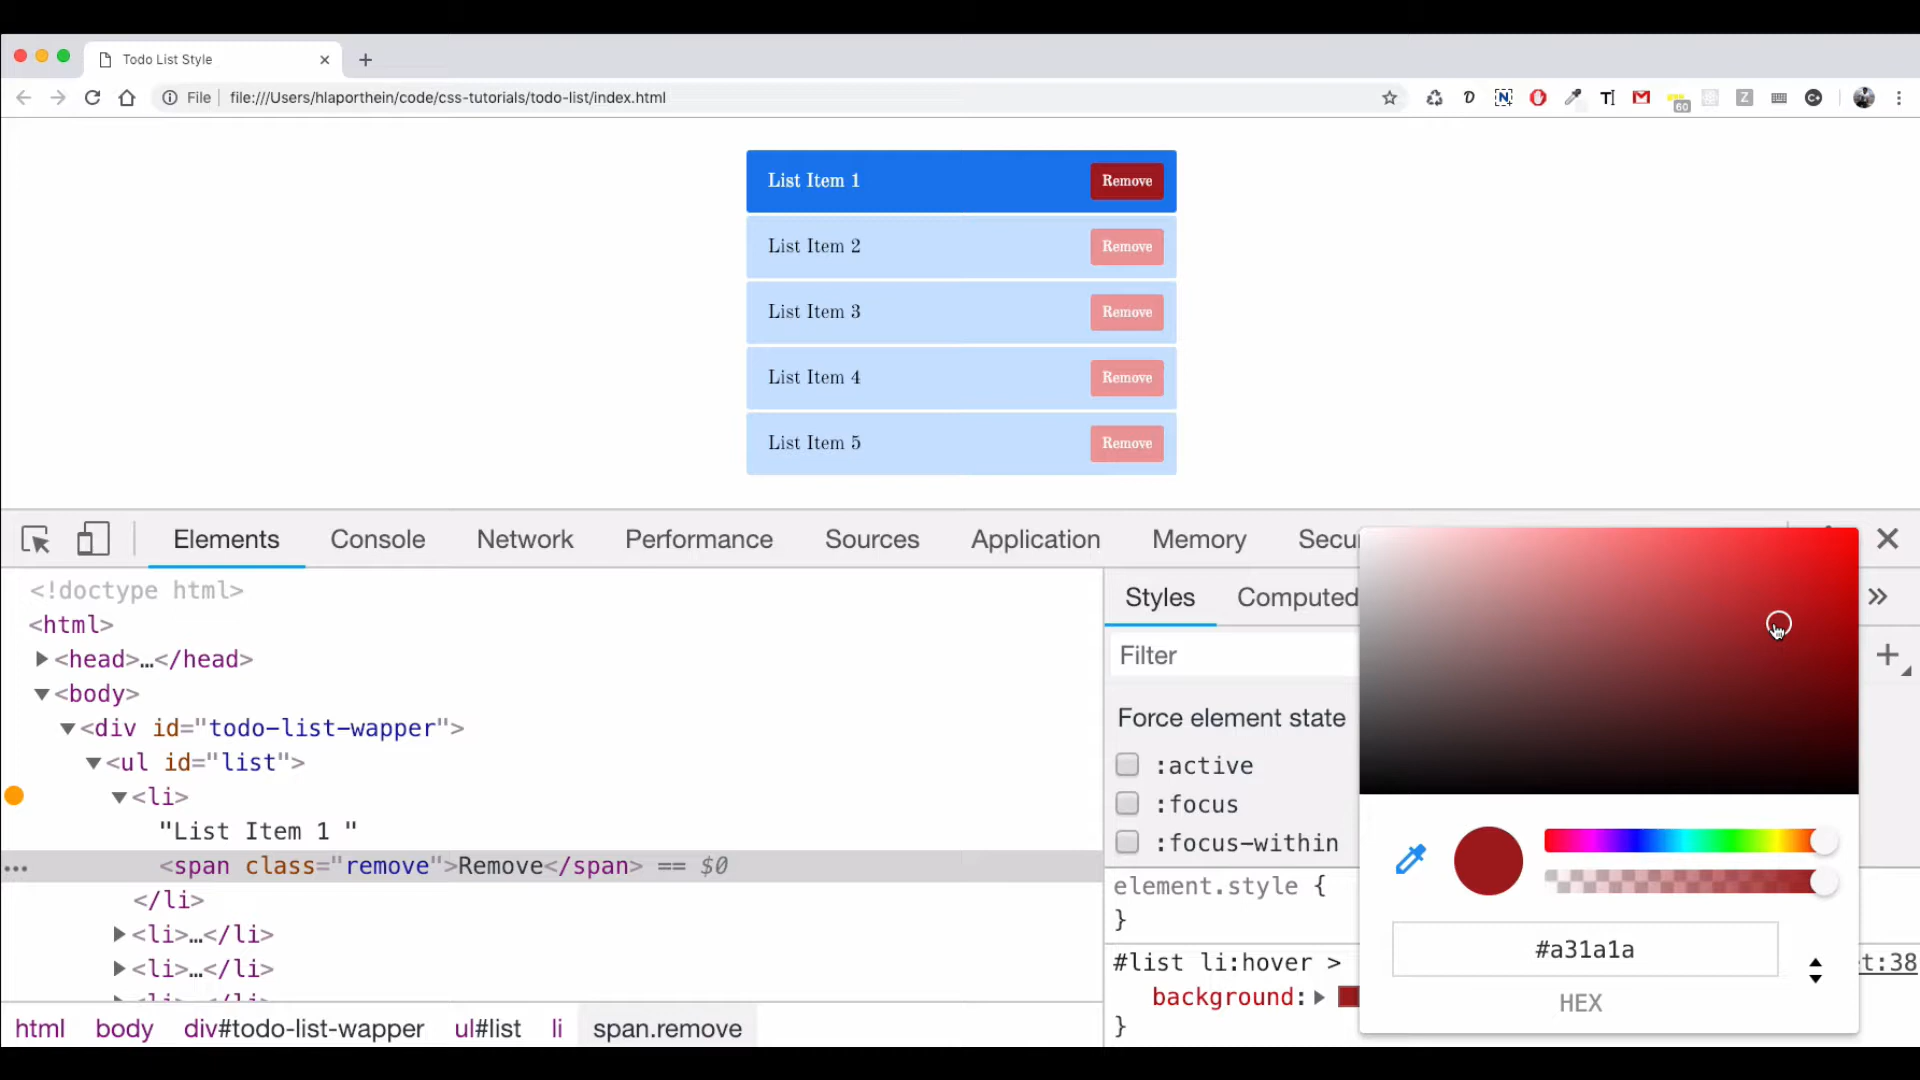 Todo List Style
File
file:///Users/hlaporthein/code/css-tutorials/todo-list/index.html
60
List Item 1 Remove
List Item 2 Remove
List Item 3 Remove
List Item 4 Remove
List Item 5 Remove
Elements Console Network Performance Sources Application Memory Secu
<!doctype html>
<html>
<head>…</head>
<body>
<div id="todo-list-wapper">
<ul id="list">
<li>
"List Item 1 "
<span class="remove">Remove</span> == $0
</li>
<li>…</li>
<li>…</li>
<li>…</li>
html body div#todo-list-wapper ul#list li span.remove
Styles Computed
Filter
Force element state
:active
:focus
:focus-within
element.style {
}
#list li:hover > t:38
background:
}
#a31a1a
HEX